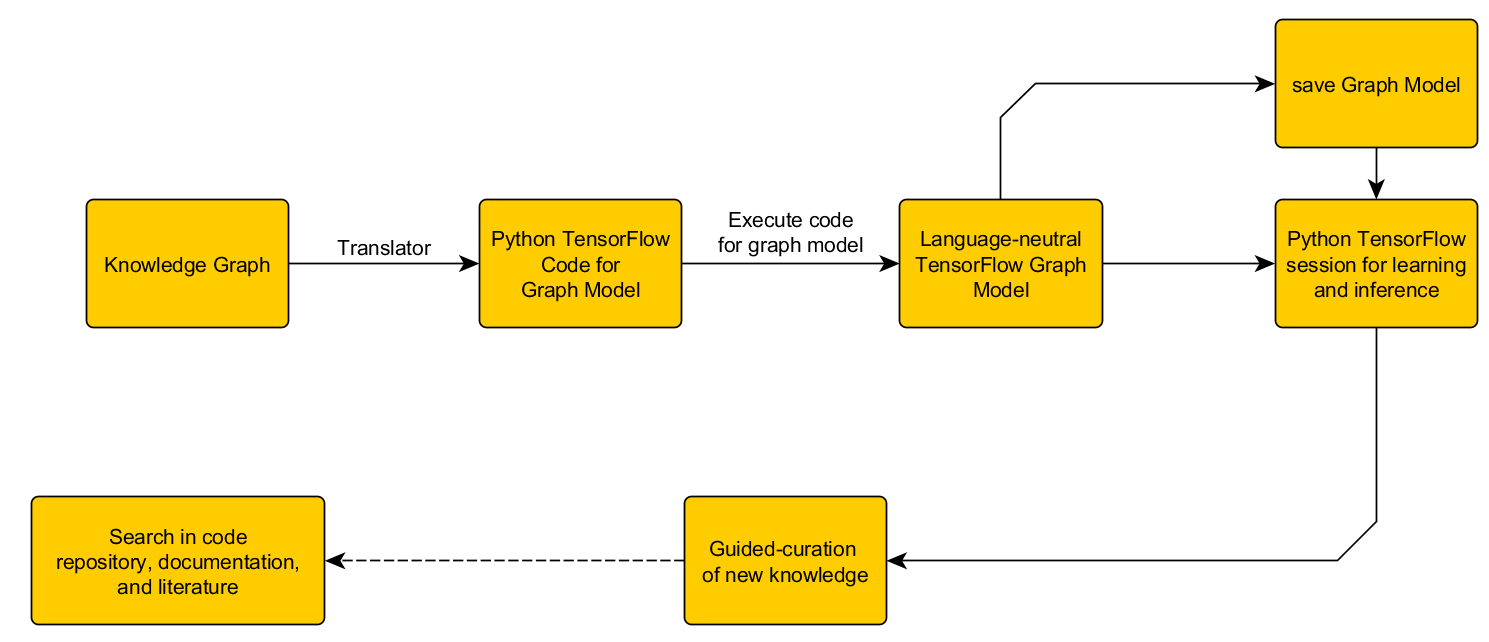 save Graph Model
Knowledge Graph
Translator
Python TensorFlow
Code for
Graph Model
Execute code
for graph model
Language-neutral
TensorFlow Graph
Model
Python TensorFlow
session for learning
and inference
Search in code
repository, documentation,
and literature
Guided-curation
of new knowledge